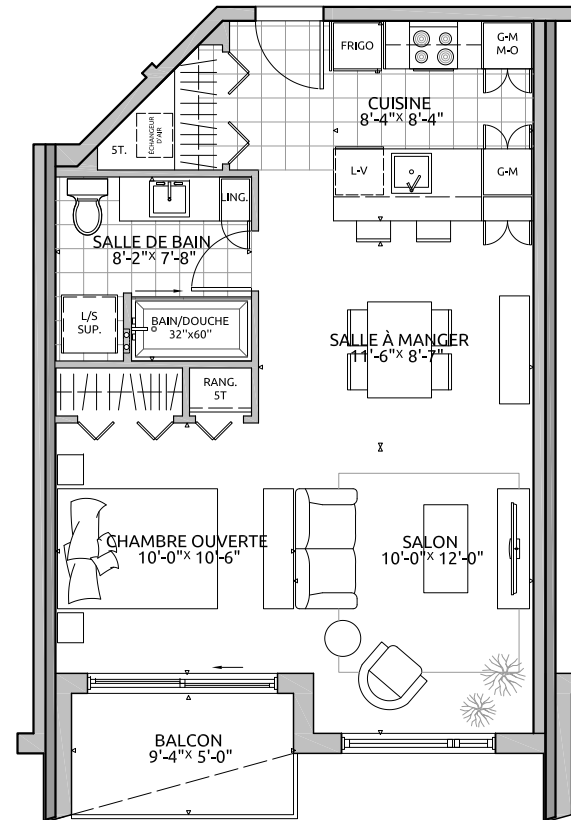 FRIGO
G-M
M-O
CUISINE
8'-4"X 8'-4"
ÉCHANGEUR
D'AIR
5T.
L-V
G-M
LING.
SALLE DE BAIN
8'-2"X 7'-8"
L/S
SUP.
BAIN/DOUCHE
32"x60"
SALLE À MANGER
11'-6"X 8'-7"
RANG.
5T
CHAMBRE OUVERTE
10'-0"X 10'-6"
SALON
10'-0"X 12'-0"
BALCON
9'-4"X 5'-0"